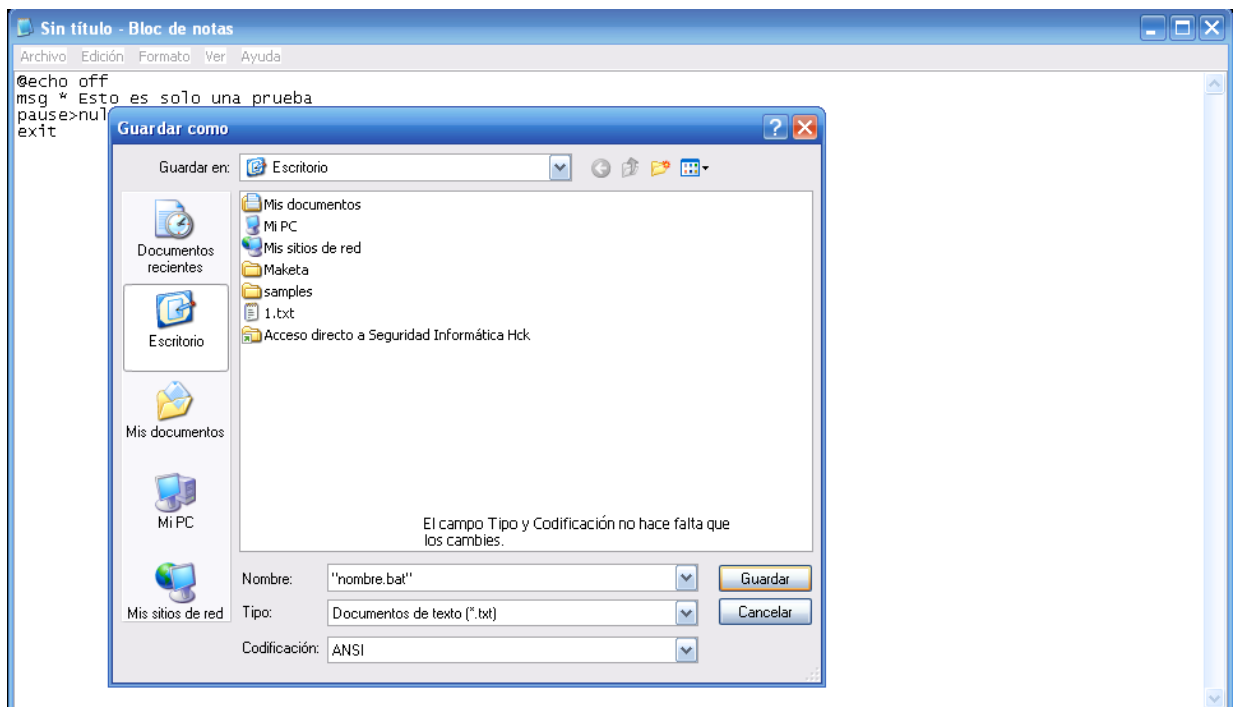 Sin título - Bloc de notas
Archivo Edición Formato Ver Ayuda
@echo off
msg * Esto es solo una prueba
pause>nul
exit
Guardar como
Guardar en: Escritorio
Mis documentos
Mi PC
Mis sitios de red
Maketa
samples
1.txt
Acceso directo a Seguridad Informática Hck
Documentos
recientes
Escritorio
Mis documentos
Mi PC
Mis sitios de red
El campo Tipo y Codificación no hace falta que
los cambies.
Nombre: "nombre.bat" Guardar
Tipo: Documentos de texto (*.txt) Cancelar
Codificación: ANSI